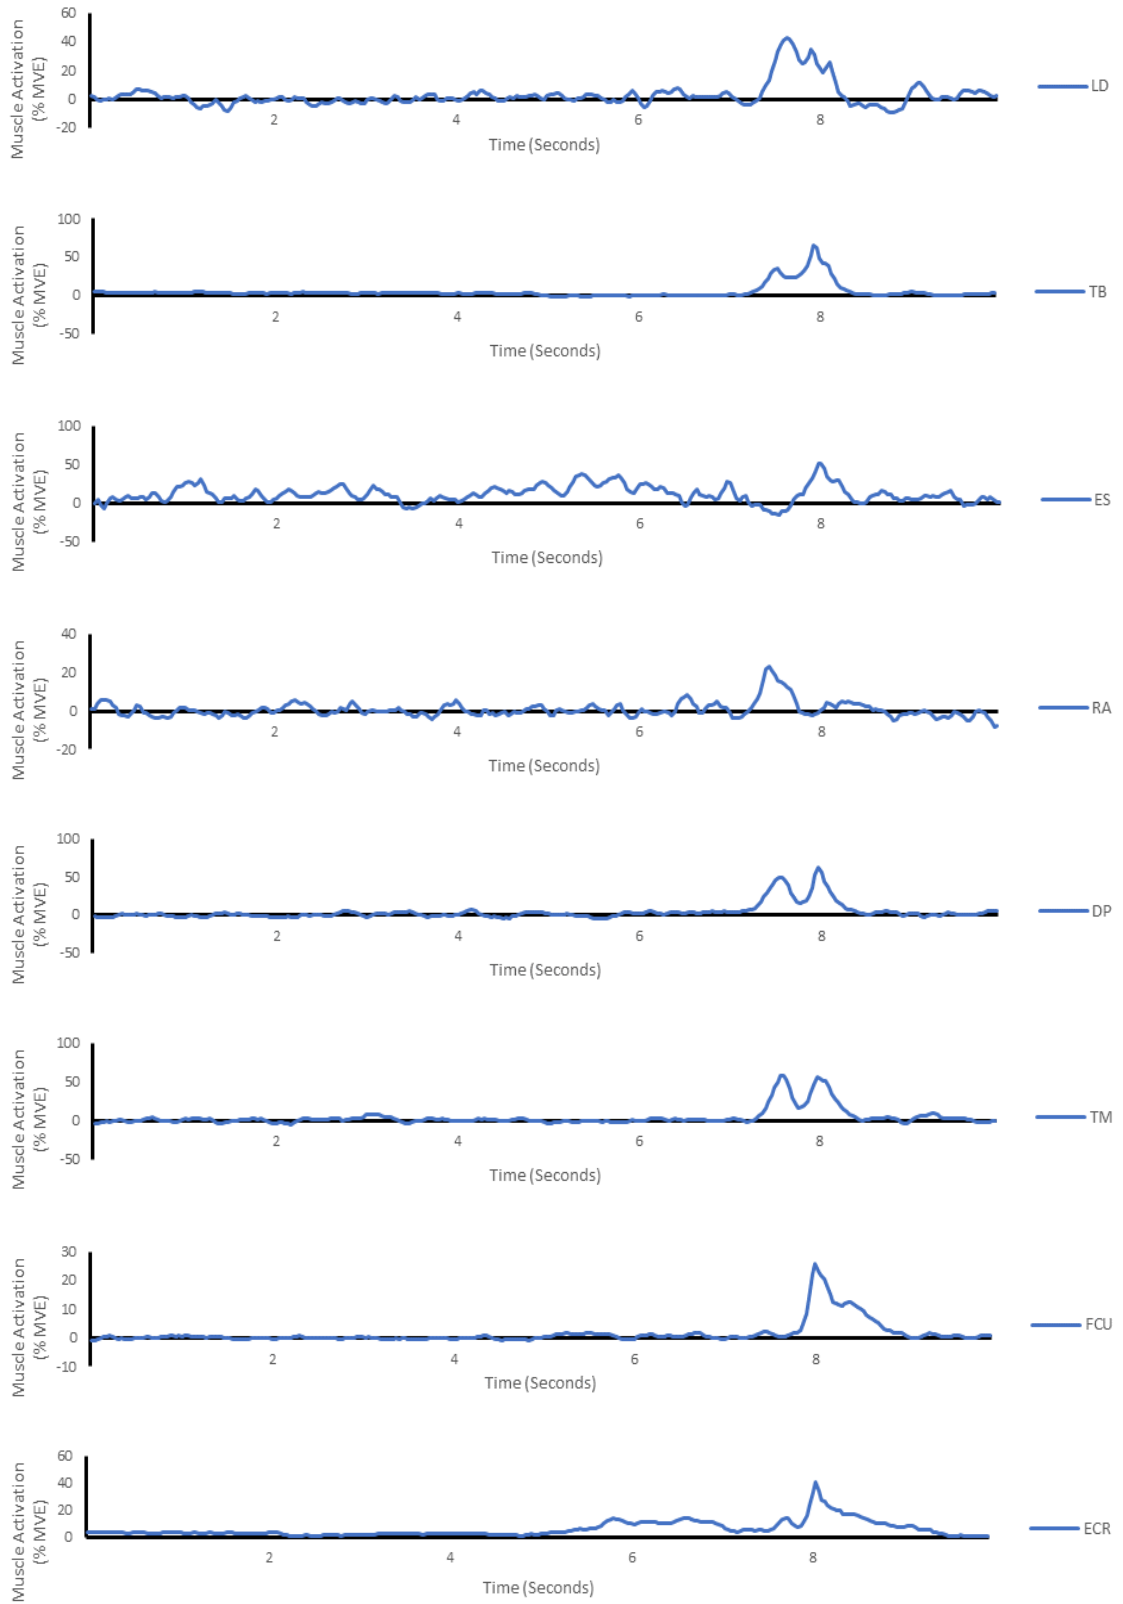 60
40
20
0
-20
Muscle Activation
(% MVE)
2
4
6
8
Time (Seconds)
LD
100
50
0
-50
Muscle Activation
(% MVE)
2
4
6
8
Time (Seconds)
TB
100
50
0
-50
Muscle Activation
(% MVE)
2
4
6
8
Time (Seconds)
ES
40
20
0
-20
Muscle Activation
(% MVE)
2
4
6
8
Time (Seconds)
RA
100
50
0
-50
Muscle Activation
(% MVE)
2
4
6
8
Time (Seconds)
DP
100
50
0
-50
Muscle Activation
(% MVE)
2
4
6
8
Time (Seconds)
TM
30
20
10
0
-10
Muscle Activation
(% MVE)
2
4
6
8
Time (Seconds)
FCU
60
40
20
0
Muscle Activation
(% MVE)
2
4
6
8
Time (Seconds)
ECR